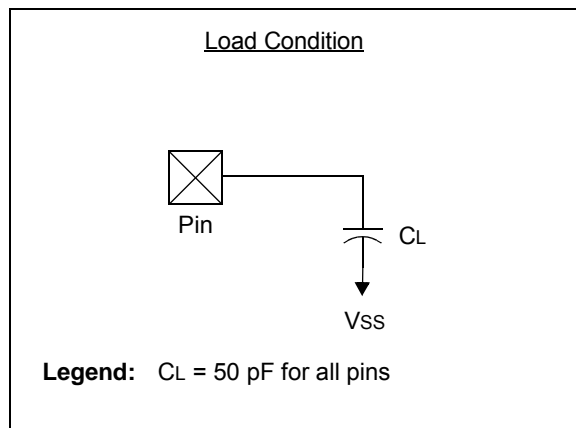 Load Condition
Pin
CL
VSS
Legend: CL = 50 pF for all pins